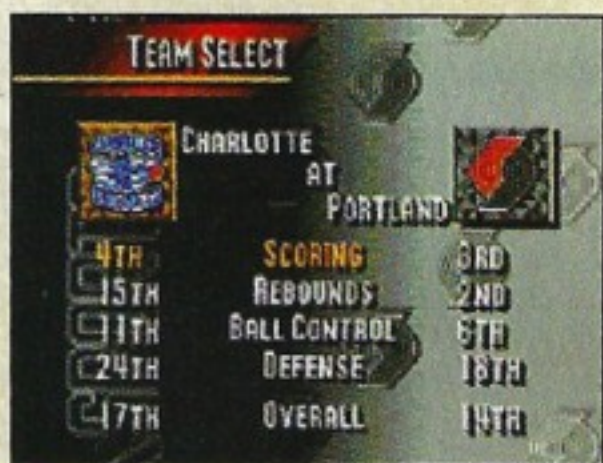 TEAM SELECT
CHARLOTTE
AT
PORTLAND
4TH SCORING 3RD
15TH REBOUNDS 2ND
11TH BALL CONTROL 6TH
24TH DEFENSE 18TH
17TH OVERALL 14TH